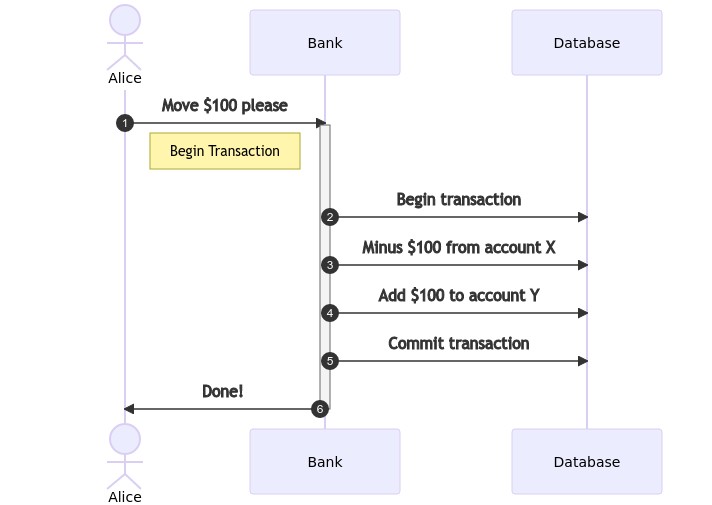 Bank
Database
Alice
Move $100 please
1
Begin Transaction
Begin transaction
2
Minus $100 from account X
3
Add $100 to account Y
4
Commit transaction
5
Done!
6
Bank
Database
Alice